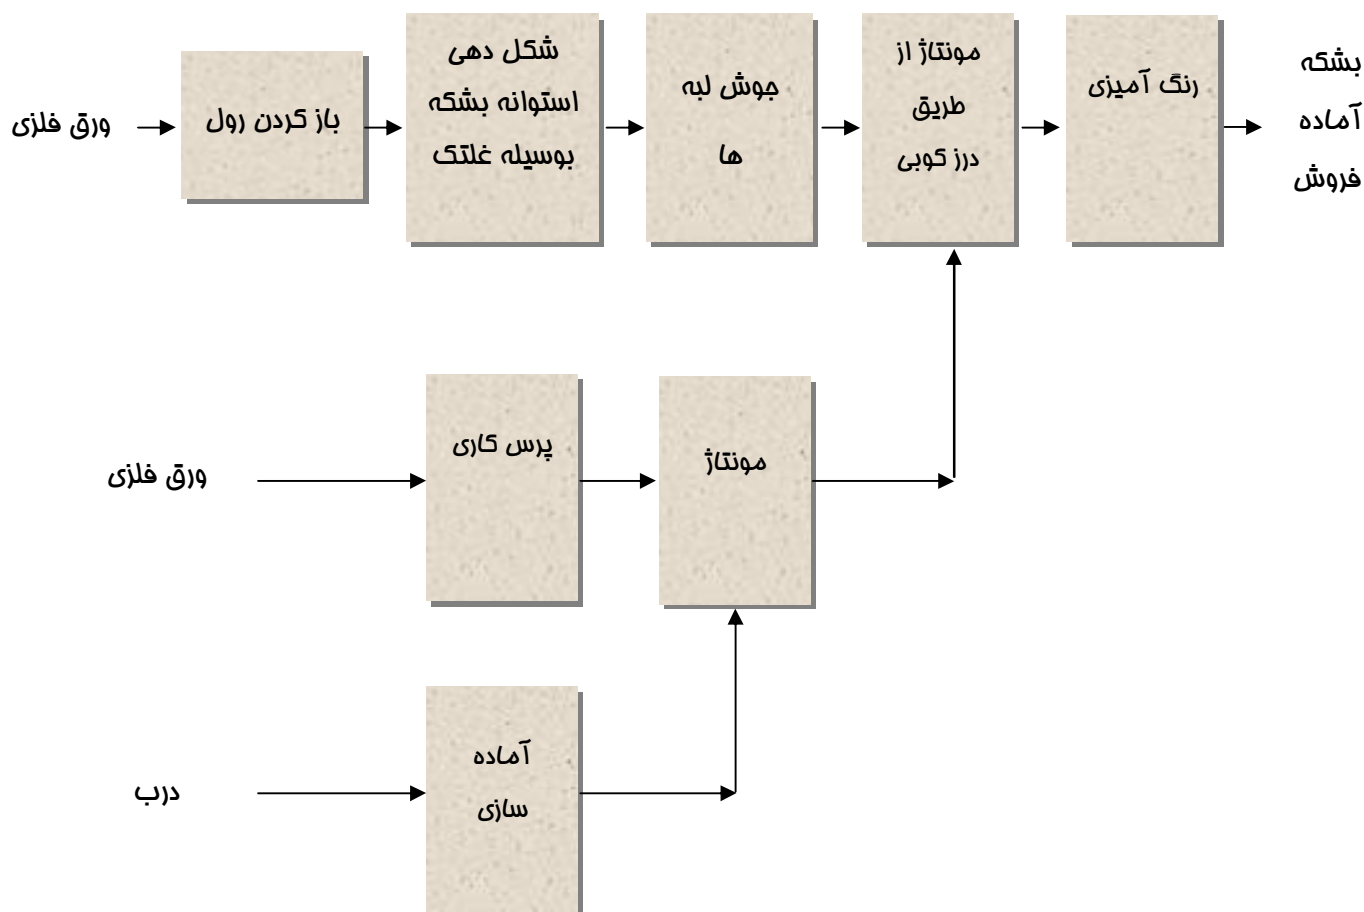 ورق فلزی
باز کردن رول
شکل دهی
استوانه بشکه
بوسیله غلتک
جوش لبه
ها
مونتاژ از
طریق
درز کوبی
رنگ آمیزی
بشکه
آماده
فروش
ورق فلزی
پرس کاری
مونتاژ
درب
آماده
سازی